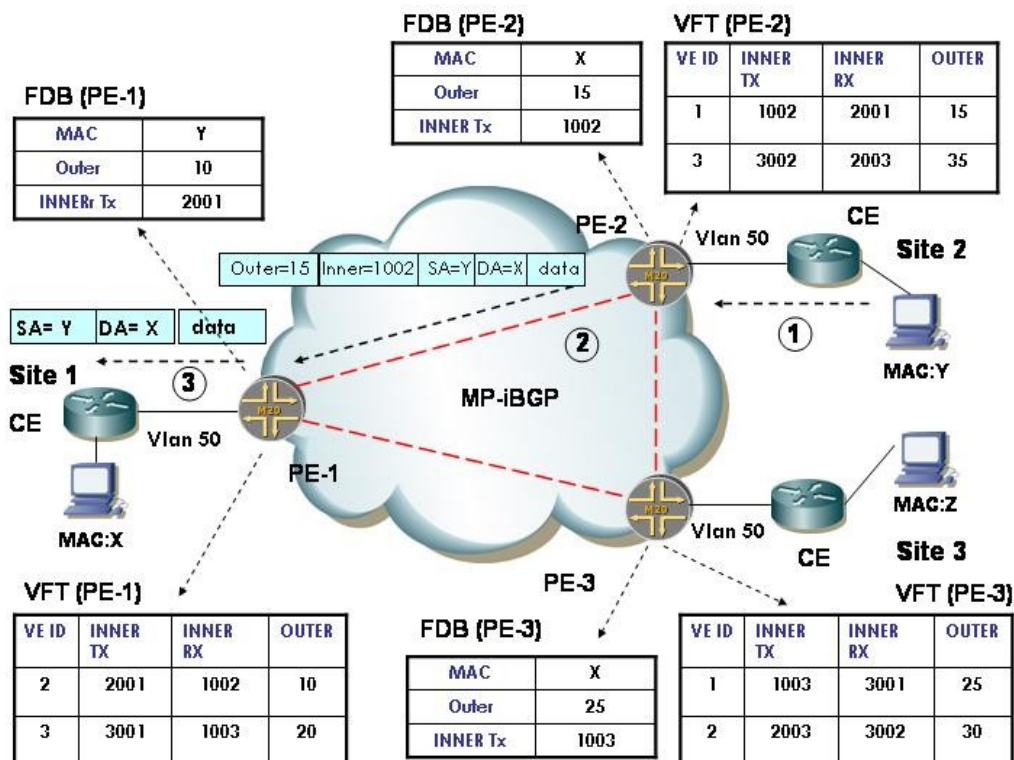 FDB (PE-2)
MAC X
Outer 15
INNER Tx 1002
VFT (PE-2)
VE ID INNER TX INNER RX OUTER
1 1002 2001 15
3 3002 2003 35
FDB (PE-1)
MAC Y
Outer 10
INNERr Tx 2001
PE-2
M20
Vlan 50
CE
Site 2
Outer=15 Inner=1002 SA=Y DA=X data
1
MAC:Y
2
SA= Y DA= X data
3
Site 1
CE
Vlan 50
M20
PE-1
MAC:X
MP-iBGP
M20
Vlan 50
PE-3
CE
MAC:Z
Site 3
VFT (PE-1)
VE ID INNER TX INNER RX OUTER
2 2001 1002 10
3 3001 1003 20
FDB (PE-3)
MAC X
Outer 25
INNER Tx 1003
VFT (PE-3)
VE ID INNER TX INNER RX OUTER
1 1003 3001 25
2 2003 3002 30